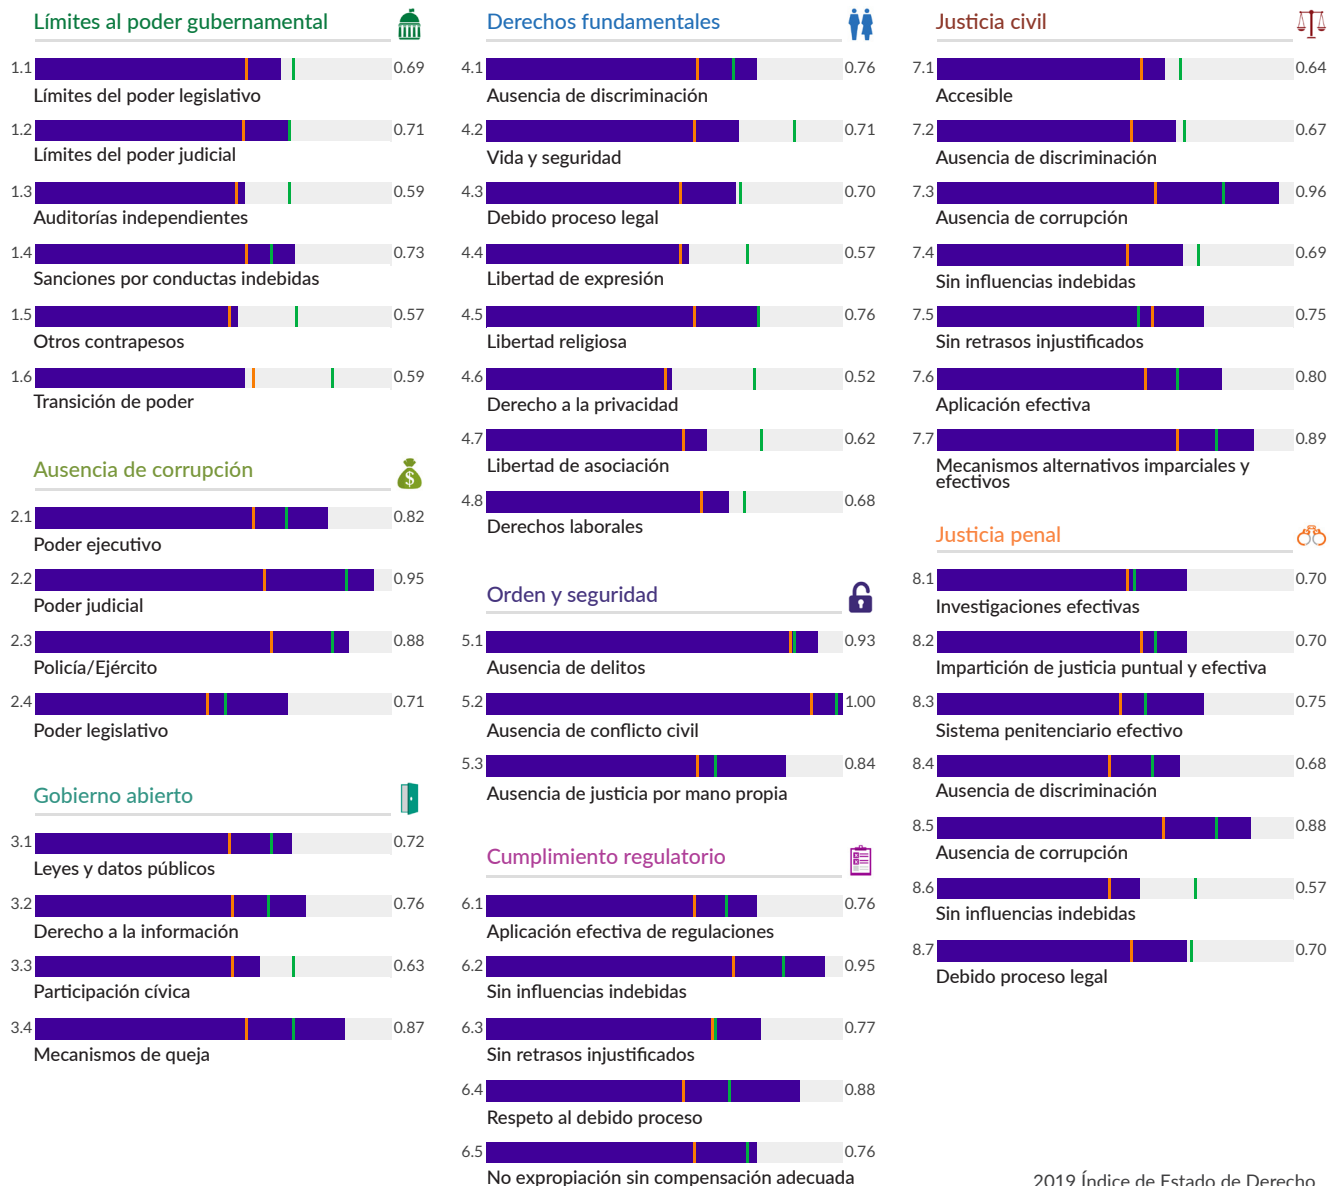 Límites al poder gubernamental
1.1 0.69
Límites del poder legislativo
1.2 0.71
Límites del poder judicial
1.3 0.59
Auditorías independientes
1.4 0.73
Sanciones por conductas indebidas
1.5 0.57
Otros contrapesos
1.6 0.59
Transición de poder
Ausencia de corrupción
$
2.1 0.82
Poder ejecutivo
2.2 0.95
Poder judicial
2.3 0.88
Policía/Ejército
2.4 0.71
Poder legislativo
Gobierno abierto
3.1 0.72
Leyes y datos públicos
3.2 0.76
Derecho a la información
3.3 0.63
Participación cívica
3.4 0.87
Mecanismos de queja
Derechos fundamentales
4.1 0.76
Ausencia de discriminación
4.2 0.71
Vida y seguridad
4.3 0.70
Debido proceso legal
4.4 0.57
Libertad de expresión
4.5 0.76
Libertad religiosa
4.6 0.52
Derecho a la privacidad
4.7 0.62
Libertad de asociación
4.8 0.68
Derechos laborales
Orden y seguridad
5.1 0.93
Ausencia de delitos
5.2 1.00
Ausencia de conflicto civil
5.3 0.84
Ausencia de justicia por mano propia
Cumplimiento regulatorio
6.1 0.76
Aplicación efectiva de regulaciones
6.2 0.95
Sin influencias indebidas
6.3 0.77
Sin retrasos injustificados
6.4 0.88
Respeto al debido proceso
6.5 0.76
No expropiación sin compensación adecuada
Justicia civil
7.1 0.64
Accesible
7.2 0.67
Ausencia de discriminación
7.3 0.96
Ausencia de corrupción
7.4 0.69
Sin influencias indebidas
7.5 0.75
Sin retrasos injustificados
7.6 0.80
Aplicación efectiva
7.7 0.89
Mecanismos alternativos imparciales y
efectivos
Justicia penal
8.1 0.70
Investigaciones efectivas
8.2 0.70
Impartición de justicia puntual y efectiva
8.3 0.75
Sistema penitenciario efectivo
8.4 0.68
Ausencia de discriminación
8.5 0.88
Ausencia de corrupción
8.6 0.57
Sin influencias indebidas
8.7 0.70
Debido proceso legal
2019 Índice de Estado de Derecho